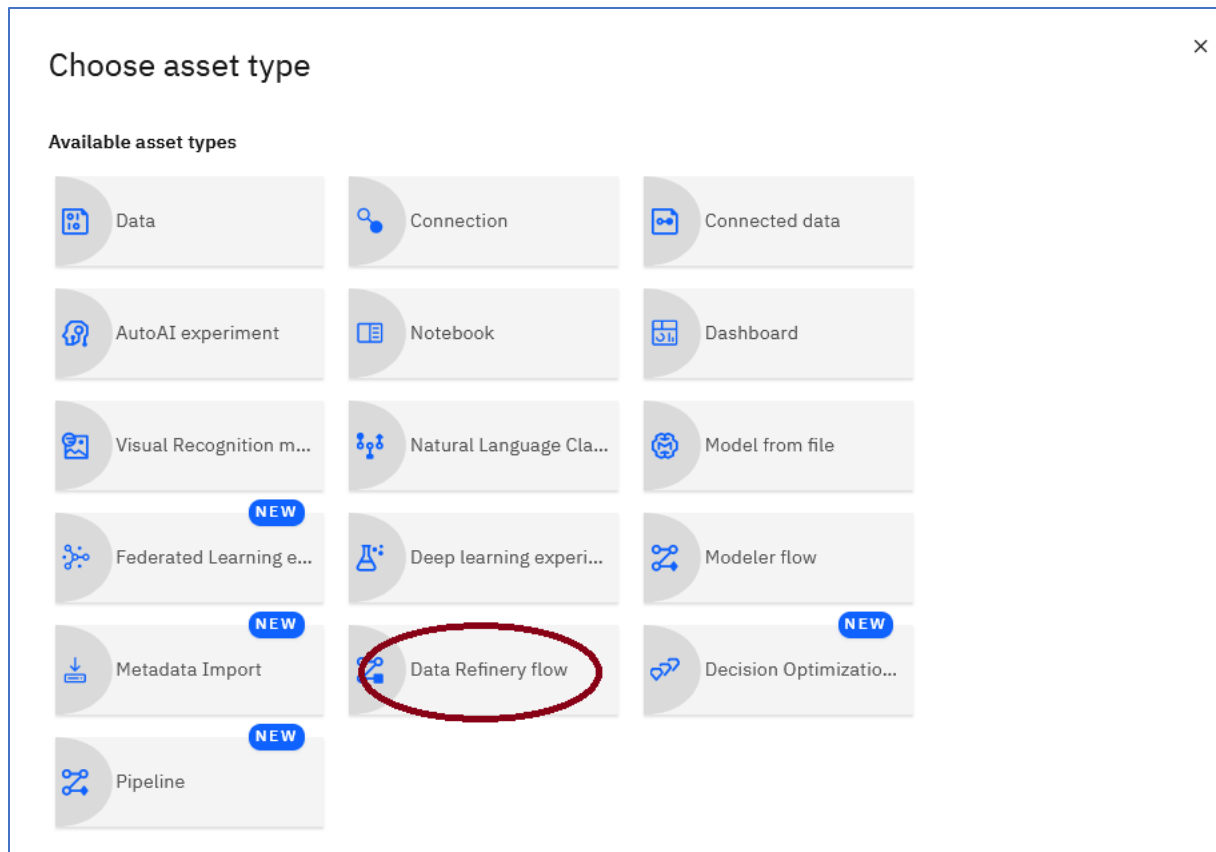 Choose asset type
Available asset types
Data
Connection
Connected data
AutoAI experiment
Notebook
Dashboard
Visual Recognition m...
Natural Language Cla...
Model from file
NEW
Federated Learning e...
Deep learning experi...
Modeler flow
NEW
Metadata Import
Data Refinery flow
NEW
Decision Optimizatio...
NEW
Pipeline